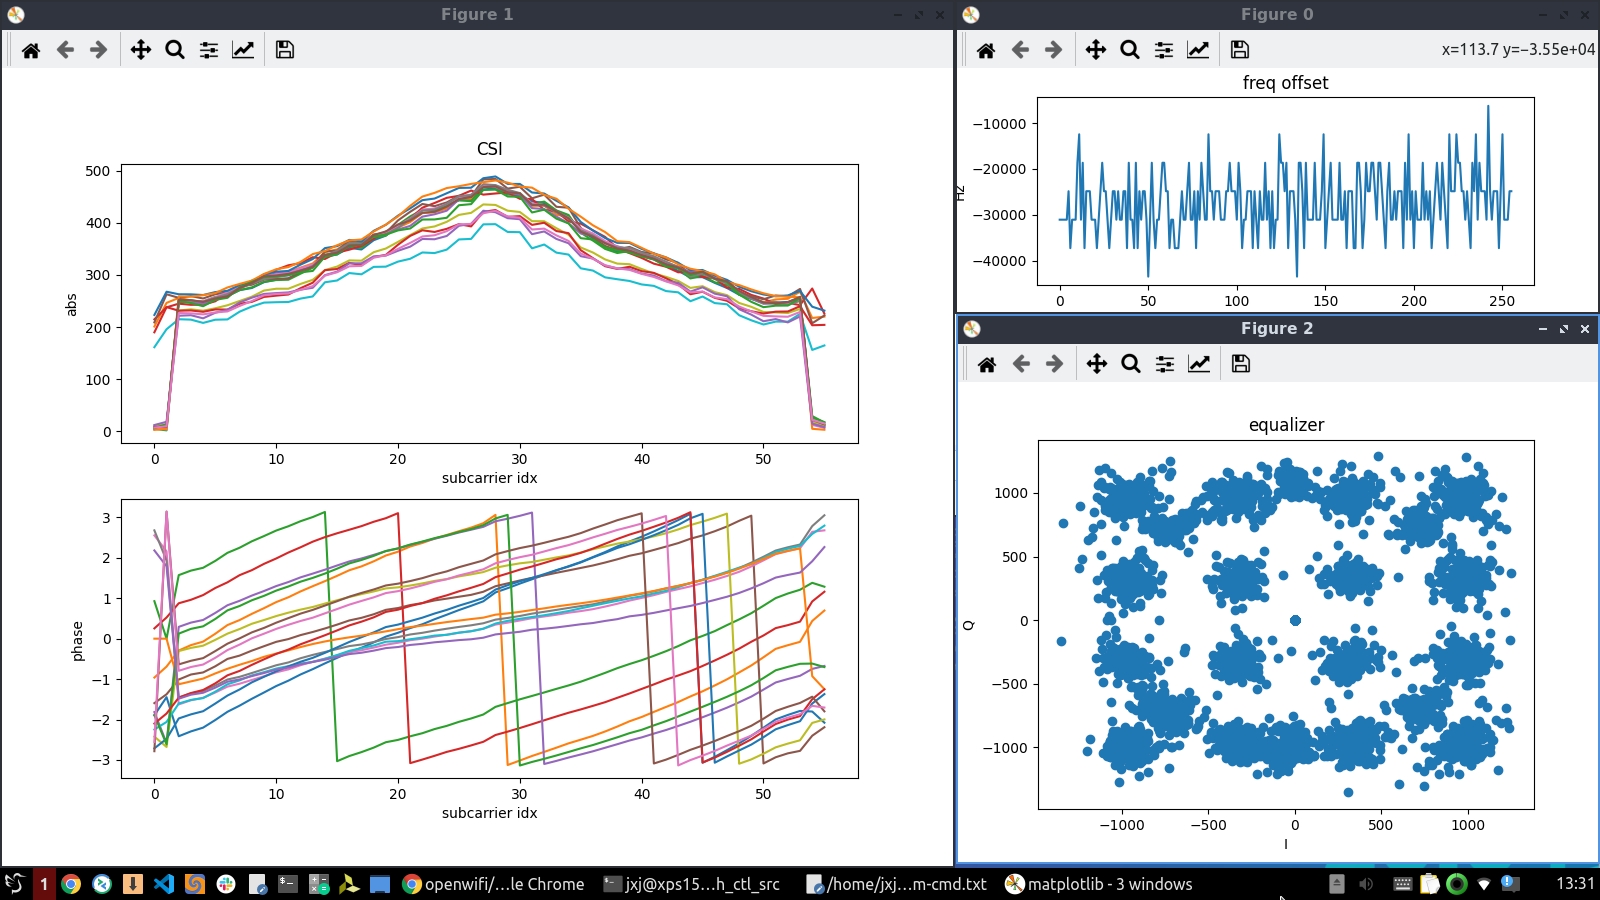 Figure 1
CSI
500
400
300
200
100
0
abs
0 10 20 30 40 50
subcarrier idx
3
2
1
0
−1
−2
−3
phase
0 10 20 30 40 50
subcarrier idx
Figure 0
x=113.7 y=−3.55e+04
freq offset
−10000
−20000
−30000
−40000
Hz
0 50 100 150 200 250
Figure 2
equalizer
1000
500
0
−500
−1000
Q
−1000 −500 0 500 1000
I
1 openwifi/...le Chrome jxj@xps15...h_ctl_src /home/jxj...m-cmd.txt matplotlib - 3 windows 13:31